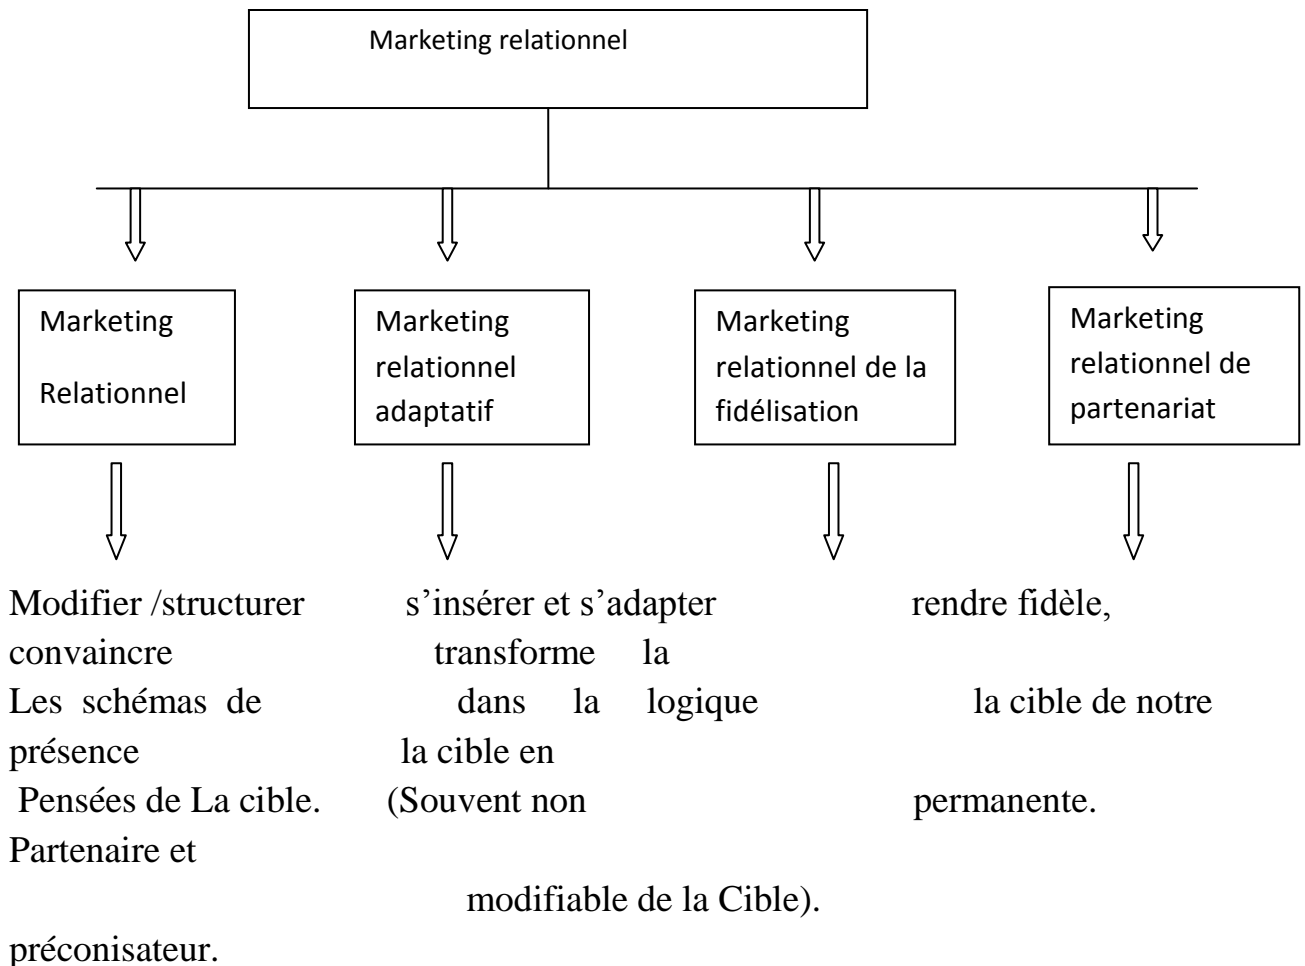 Marketing relationnel
Marketing
Relationnel
Marketing
relationnel
adaptatif
Marketing
relationnel de la
fidélisation
Marketing
relationnel de
partenariat
Modifier /structurer s’insérer et s’adapter rendre fidèle,
convaincre transforme la
Les schémas de dans la logique la cible de notre
présence la cible en
Pensées de La cible. (Souvent non permanente.
Partenaire et
modifiable de la Cible).
préconisateur.